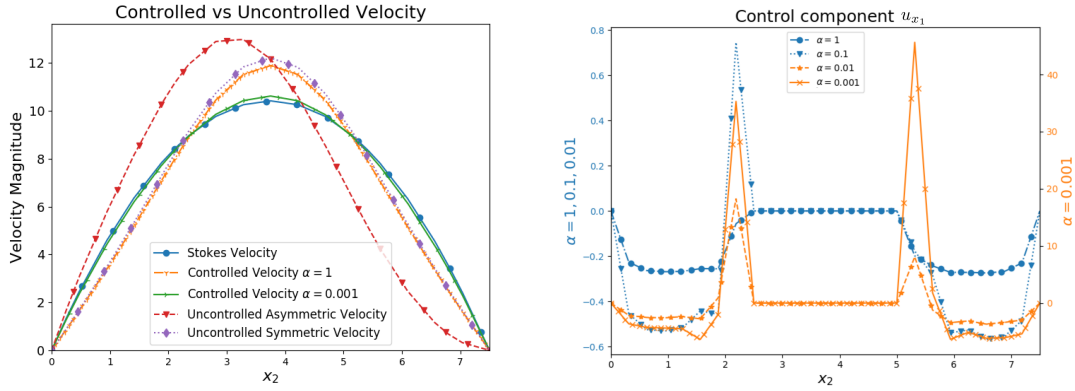 Controlled vs Uncontrolled Velocity
Velocity Magnitude
12
10
8
6
4
2
0
0 1 2 3 4 5 6 7
x₂
Stokes Velocity
Controlled Velocity α = 1
Controlled Velocity α = 0.001
Uncontrolled Asymmetric Velocity
Uncontrolled Symmetric Velocity
Control component u_{x₁}
α = 1, 0.1, 0.01
0.8
0.6
0.4
0.2
0.0
−0.2
−0.4
−0.6
α = 1
α = 0.1
α = 0.01
α = 0.001
0 1 2 3 4 5 6 7
x₂
40
30
20
10
0
α = 0.001